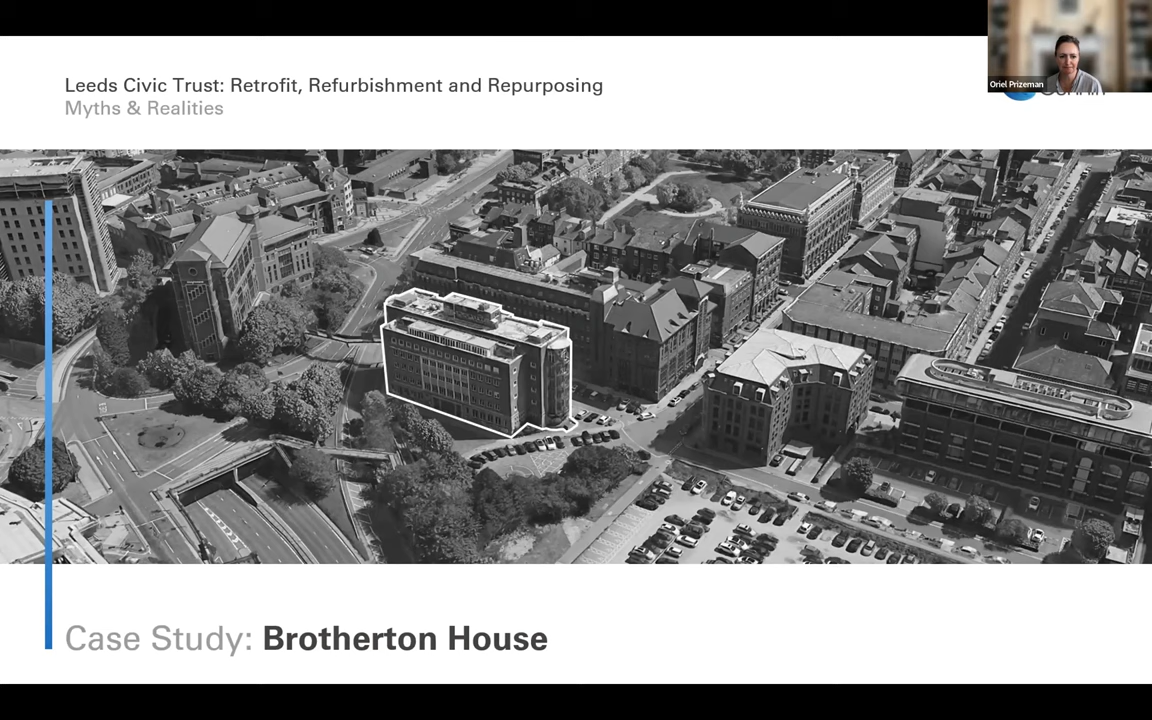 Leeds Civic Trust: Retrofit, Refurbishment and Repurposing
Myths & Realities
Oriel Prizeman
Case Study: Brotherton House